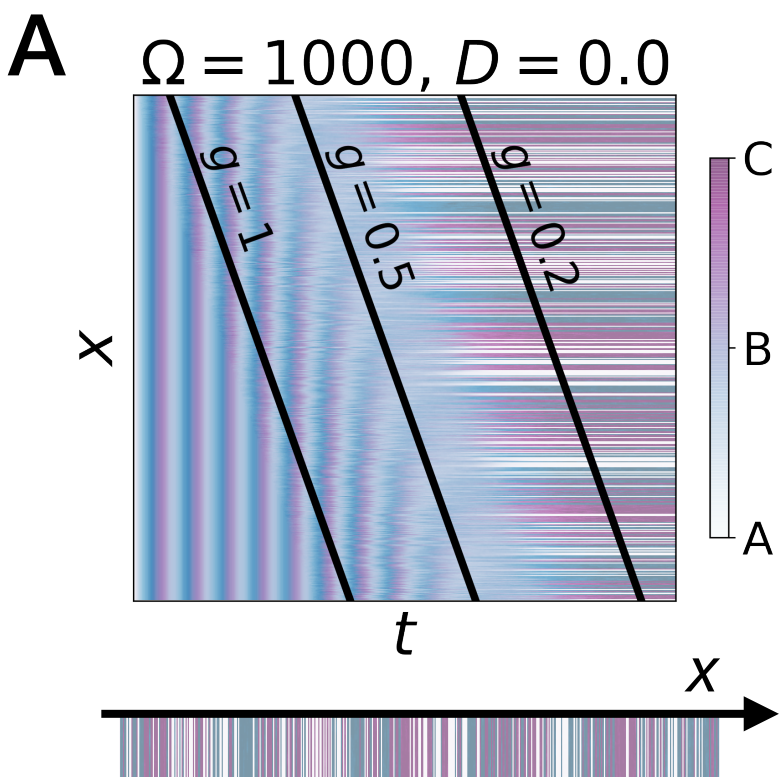 A
Ω = 1000, D = 0.0
g = 1
g = 0.5
g = 0.2
C
B
A
x
t
x